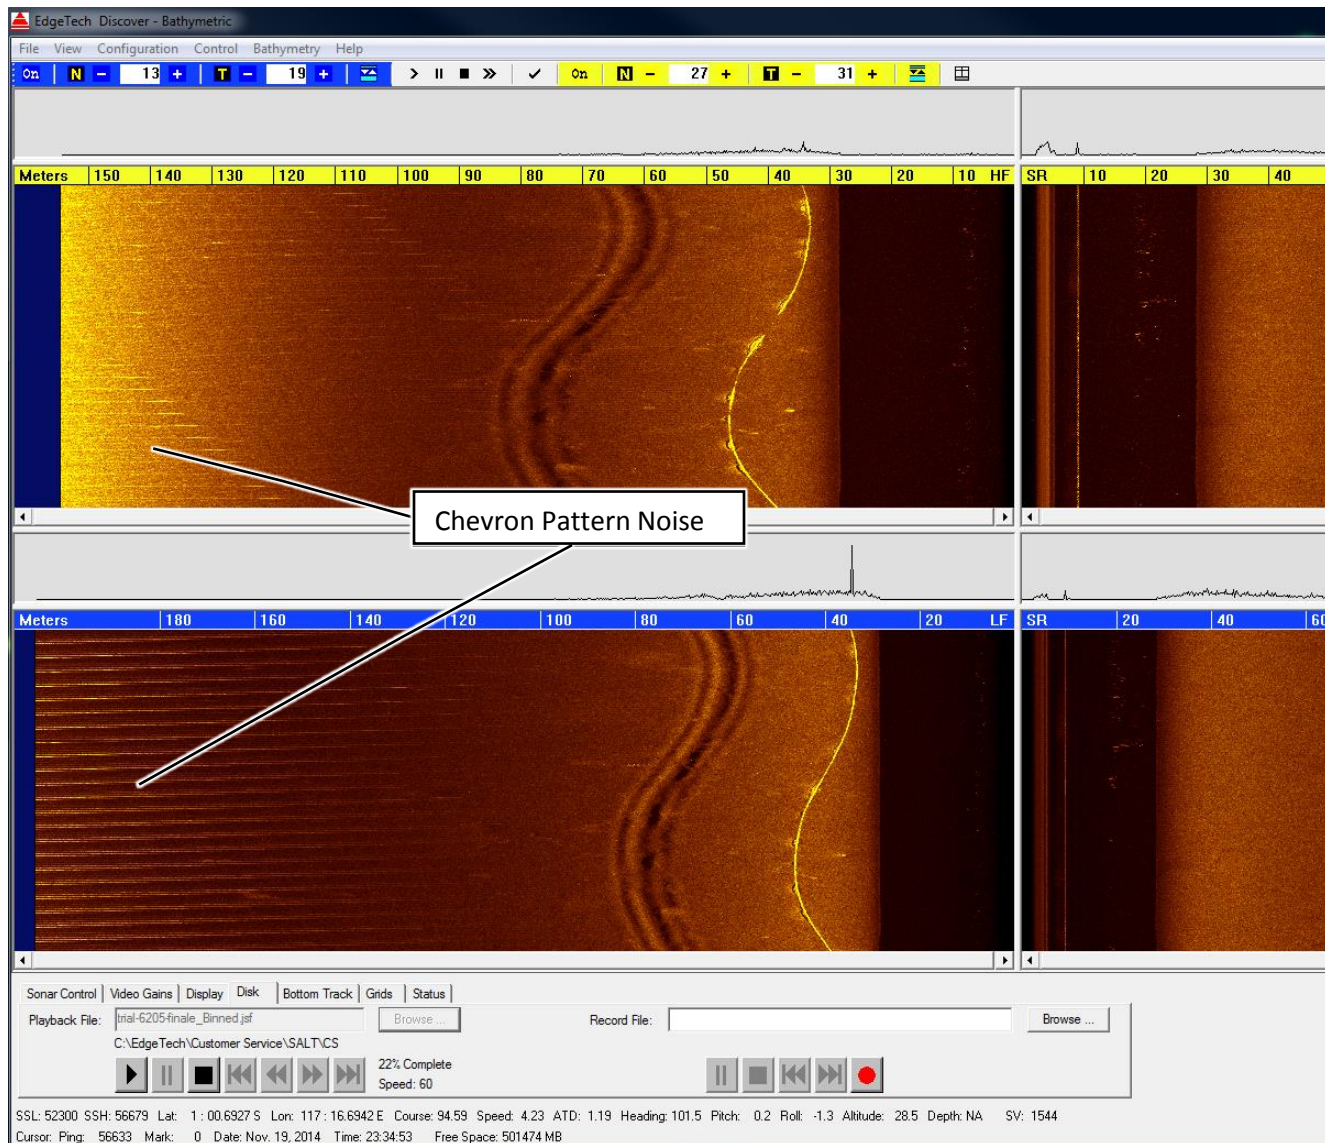 EdgeTech Discover - Bathymetric
File View Configuration Control Bathymetry Help
On N - 13 + T - 19 + On N - 27 + T - 31 +
Meters 150 140 130 120 110 100 90 80 70 60 50 40 30 20 10 HF SR 10 20 30 40
Chevron Pattern Noise
Meters 180 160 140 120 100 80 60 40 20 LF SR 20 40 60
Sonar Control Video Gains Display Disk Bottom Track Grids Status
Playback File: trial-6205-finale_Binned.jsf Browse ... Record File: Browse ...
C:\EdgeTech\Customer Service\SALT\CS
22% Complete
Speed: 60
SSL: 52300 SSH: 56679 Lat: 1 : 00.6927 S Lon: 117 : 16.6942 E Course: 94.59 Speed: 4.23 ATD: 1.19 Heading: 101.5 Pitch: 0.2 Roll: -1.3 Altitude: 28.5 Depth: NA SV: 1544
Cursor: Ping: 56633 Mark: 0 Date: Nov. 19, 2014 Time: 23:34:53 Free Space: 501474 MB